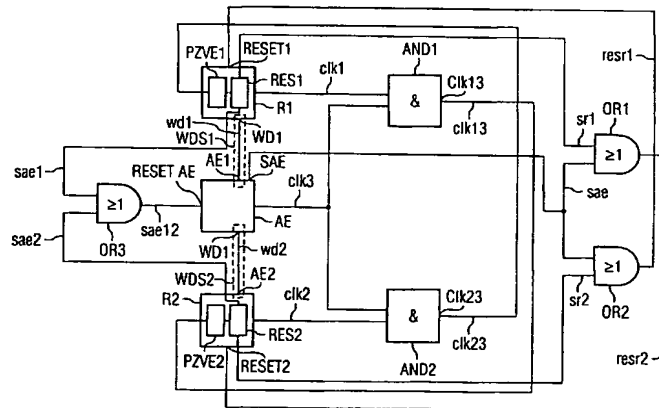 AND1
resr1
PZVE1
RESET1
RES1
clk1
Clk13
OR1
R1
&
clk13
sr1
wd1
WD1
≥1
WDS1
AE1
SAE
sae1
RESET AE
clk3
sae
≥1
AE
sae12
sae2
OR3
WD1
wd2
≥1
WDS2
AE2
Clk23
R2
clk2
sr2
&
clk23
OR2
RES2
PZVE2
RESET2
AND2
resr2